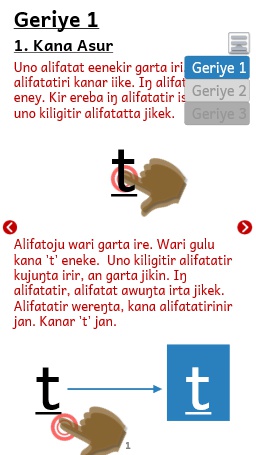 Geriye 1
1. Kana Asur
Uno alifatat eenekir garta iri
alifatatiri kanar iike. Iŋ alifat
eney. Kir ereba iŋ alifatatir is
uno kiligitir alifatatta jikek.
Geriye 1
Geriye 2
Geriye 3
t
Alifatoju wari garta ire. Wari gulu
kana 't' eneke. Uno kiligitir alifatatir
kujuŋta irir, an garta jikin. Iŋ
alifatatir, alifatat awuŋta irta jikek.
Alifatatir wereŋta, kana alifatatirinir
jan. Kanar 't' jan.
t
t
1